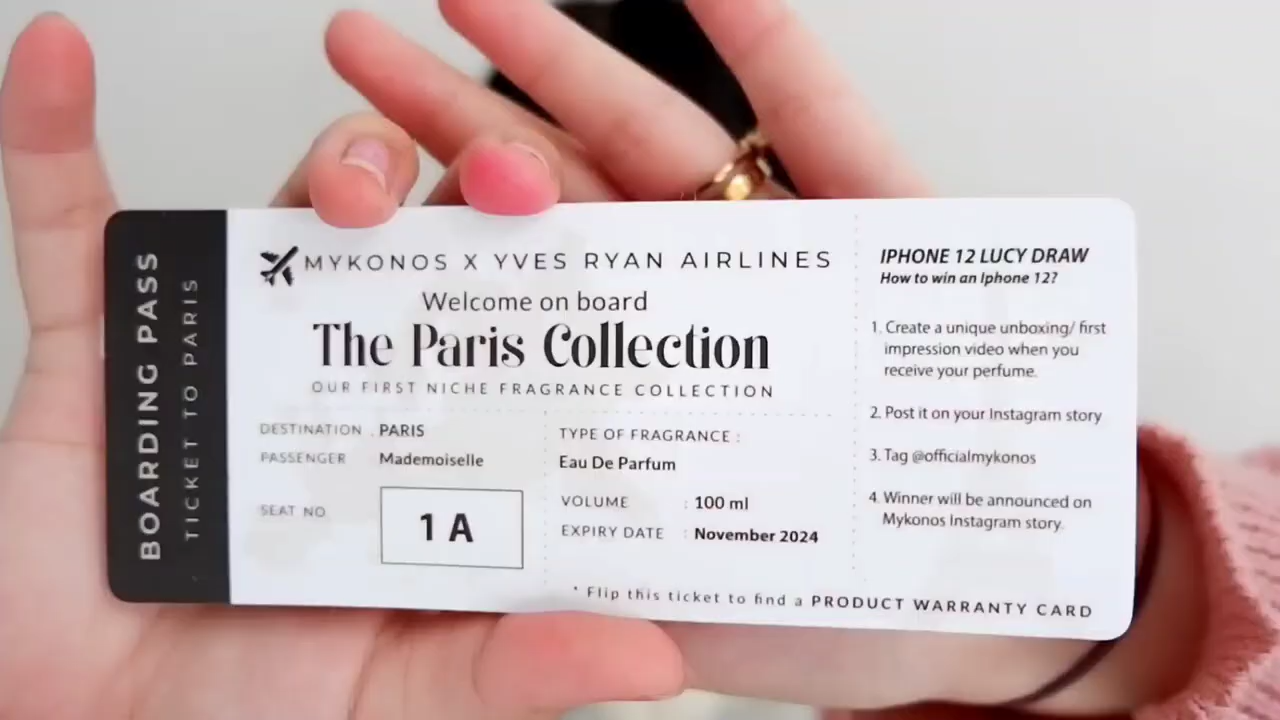 BOARDING PASS
TICKET TO PARIS
MYKONOS X YVES RYAN AIRLINES
Welcome on board
The Paris Collection
OUR FIRST NICHE FRAGRANCE COLLECTION
DESTINATION . PARIS
PASSENGER Mademoiselle
SEAT NO 1 A
TYPE OF FRAGRANCE :
Eau De Parfum
VOLUME : 100 ml
EXPIRY DATE : November 2024
* Flip this ticket to find a PRODUCT WARRANTY CARD
IPHONE 12 LUCY DRAW
How to win an Iphone 12?
1. Create a unique unboxing/ first
impression video when you
receive your perfume.
2. Post it on your Instagram story
3. Tag @officialmykonos
4. Winner will be announced on
Mykonos Instagram story.